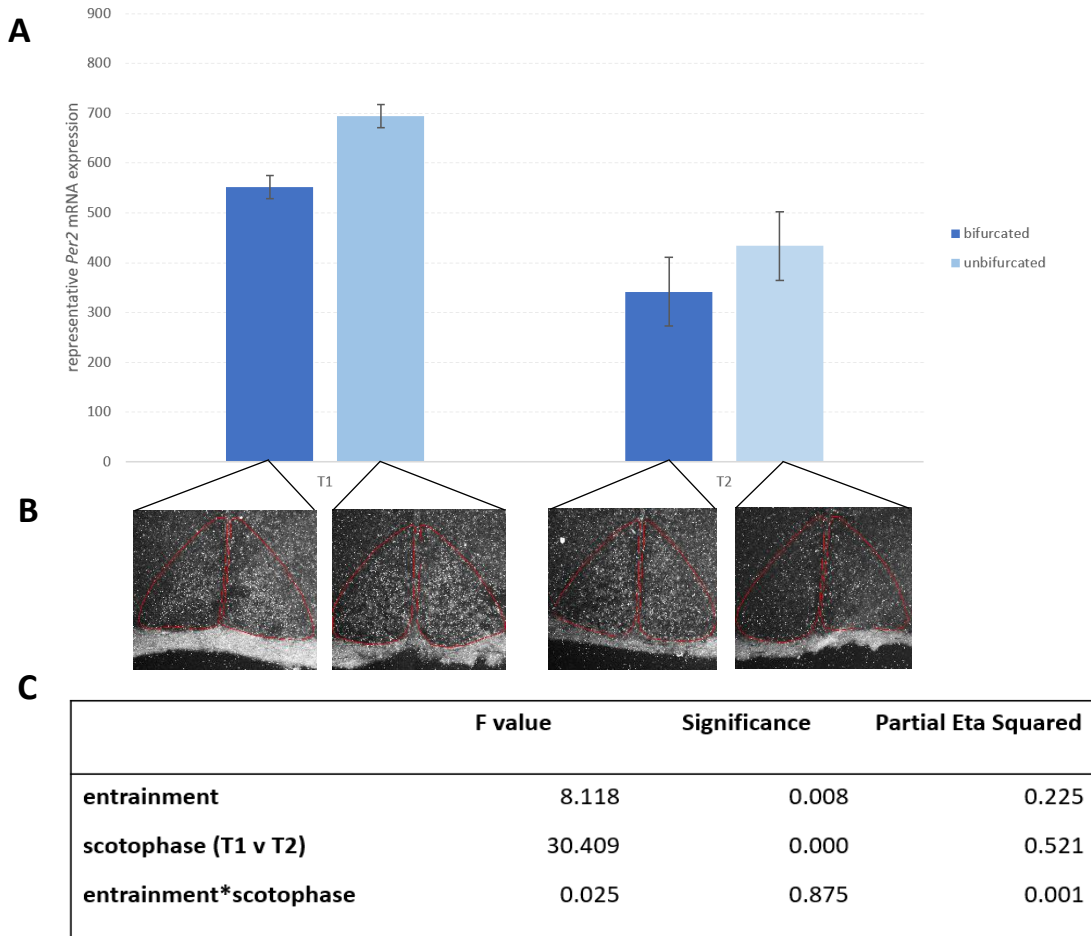 A
900
800
700
600
500
400
300
200
100
0
representative Per2 mRNA expression
T1
T2
bifurcated
unbifurcated
B
C
F value Significance Partial Eta Squared
entrainment 8.118 0.008 0.225
scotophase (T1 v T2) 30.409 0.000 0.521
entrainment*scotophase 0.025 0.875 0.001